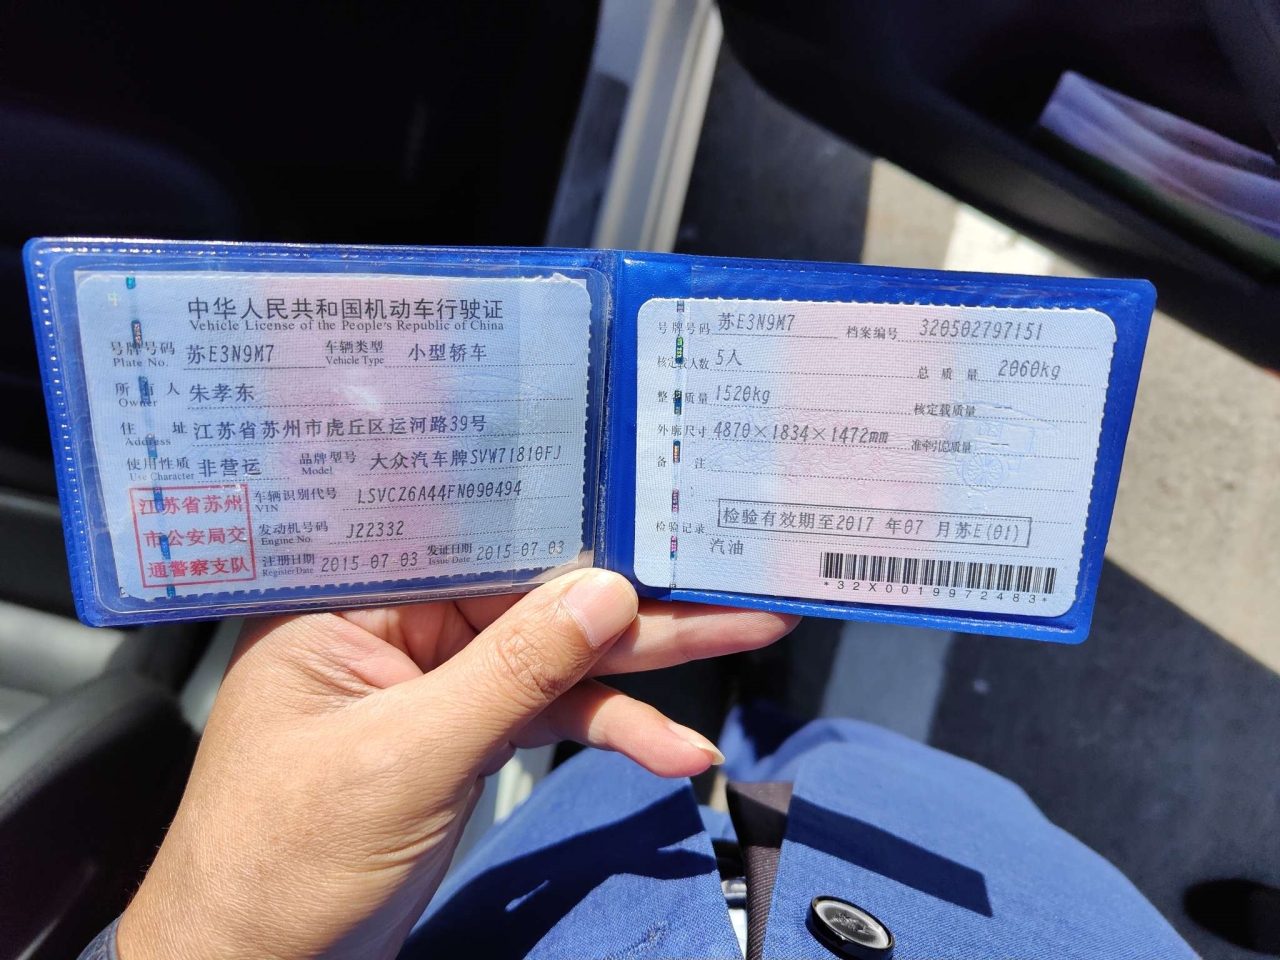 中华人民共和国机动车行驶证
Vehicle License of the People's Republic of China
号牌号码 苏E3N9M7 车辆类型 小型轿车
Plate No. Vehicle Type
所有人 朱孝东
Owner
住址 江苏省苏州市虎丘区运河路39号
Address
使用性质 非营运 品牌型号 大众汽车牌SVW71810FJ
Use Character Model
江苏省苏州
市公安局交
通警察支队
车辆识别代号 LSVCZ6A44FN090494
VIN
发动机号码 J22332
Engine No.
注册日期 2015-07-03 发证日期 2015-07-03
Register Date Issue Date
号牌号码 苏E3N9M7 档案编号 320502797151
核定载人数 5人 总质量 2060kg
整备质量 1520kg 核定载质量 --
外廓尺寸 4870×1834×1472mm 准牵引总质量 --
备注
检验记录 检验有效期至2017 年07 月苏E(01)
汽油
*32X0019972483*